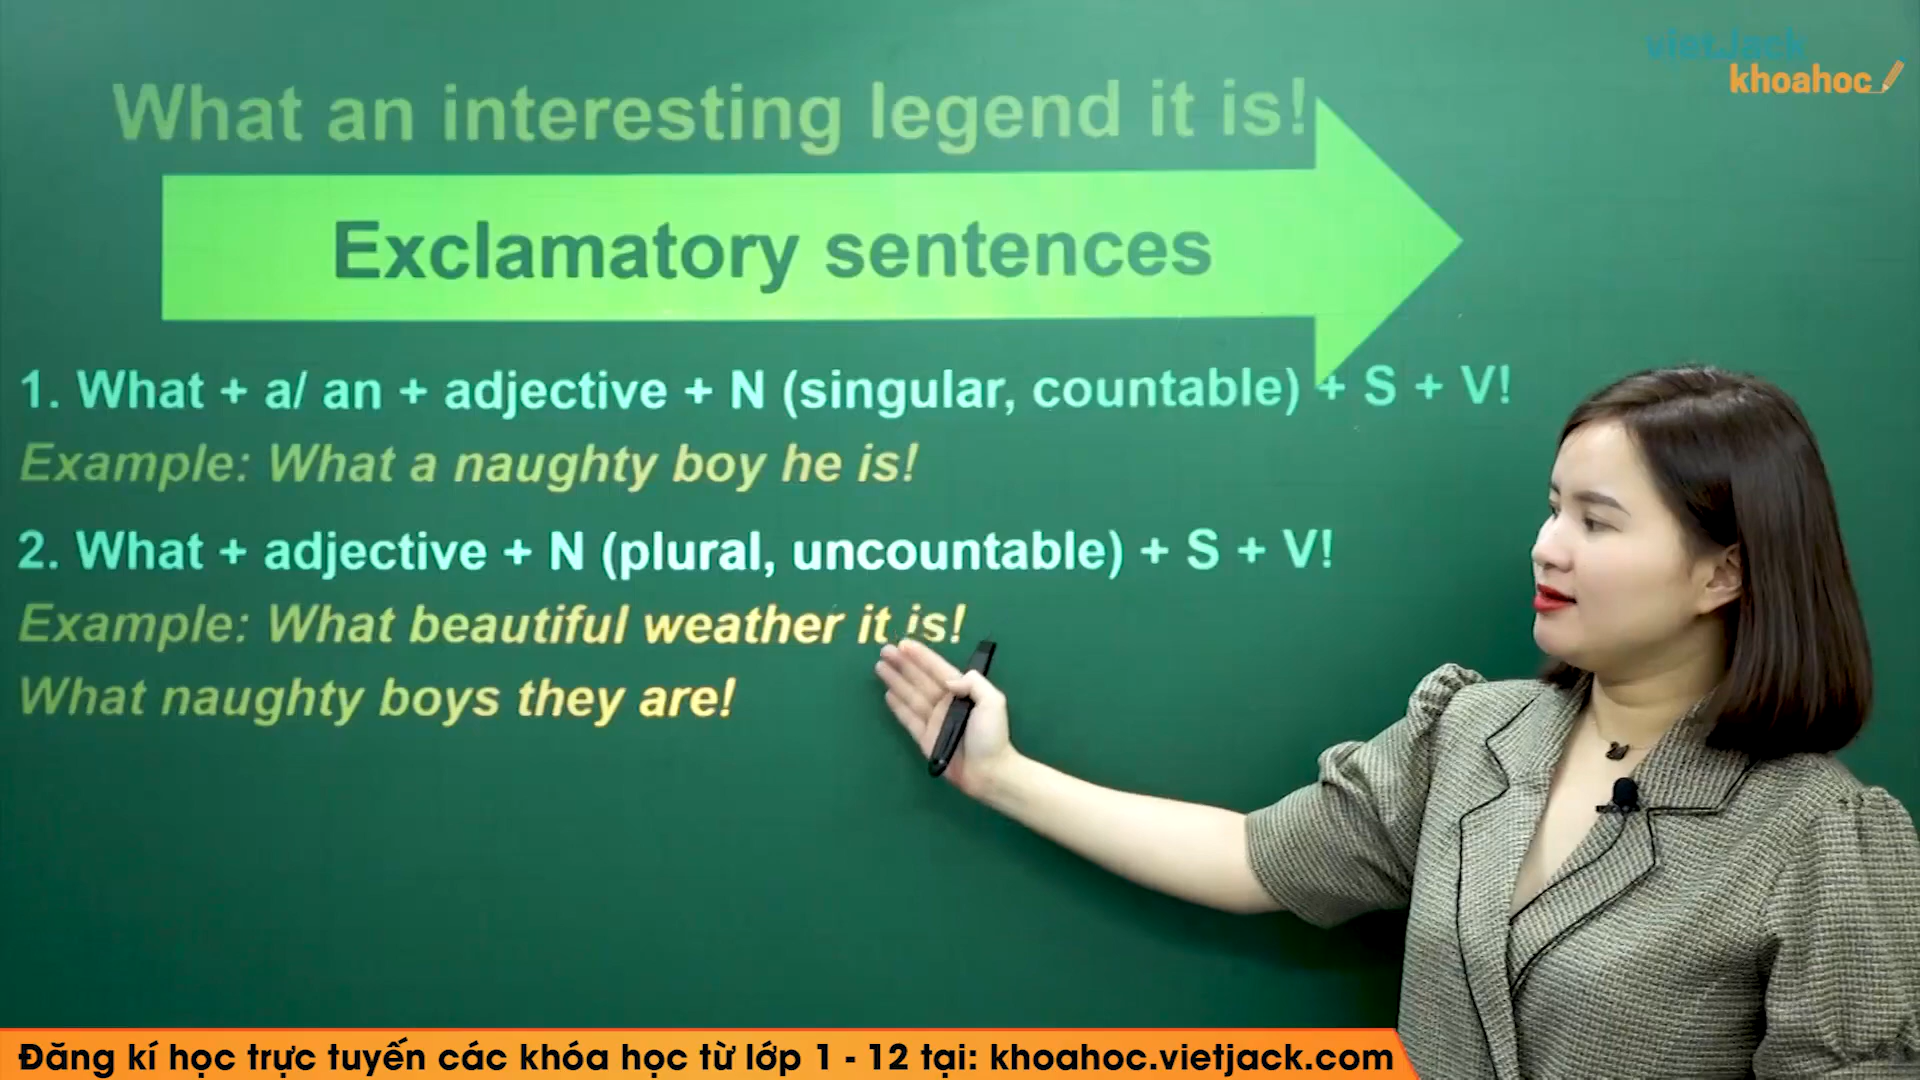 vietJack
khoahoc
What an interesting legend it is!
Exclamatory sentences
1. What + a/ an + adjective + N (singular, countable) + S + V!
Example: What a naughty boy he is!
2. What + adjective + N (plural, uncountable) + S + V!
Example: What beautiful weather it is!
What naughty boys they are!
Đăng kí học trực tuyến các khóa học từ lớp 1 - 12 tại: khoahoc.vietjack.com